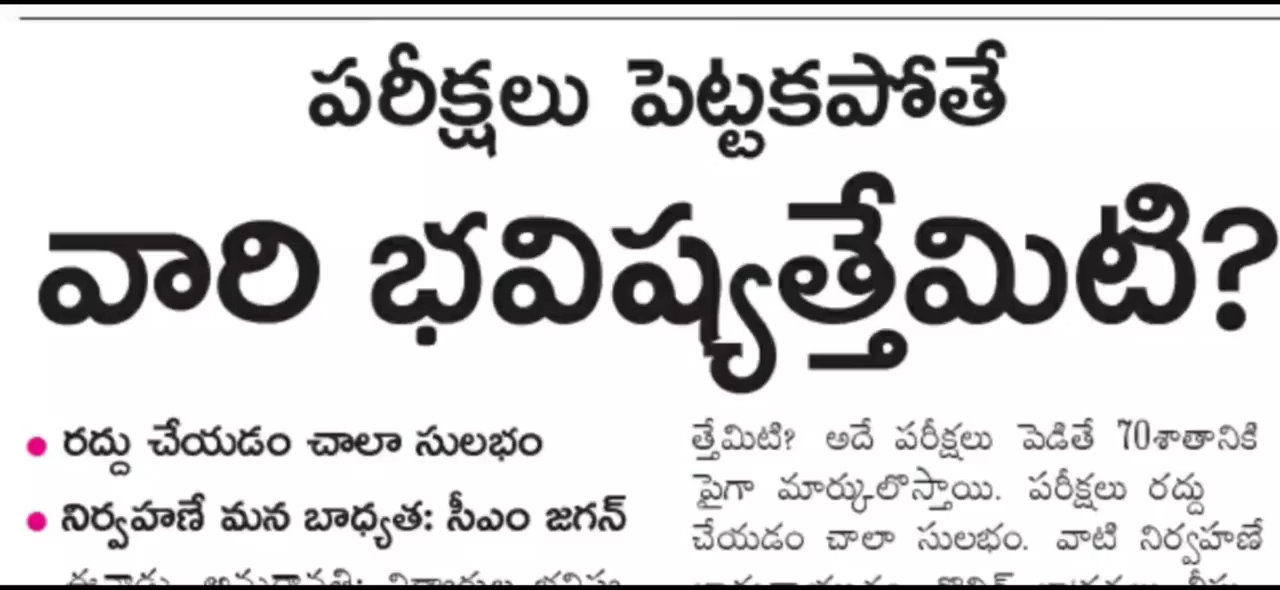 పరీక్షలు పెట్టకపోతే
వారి భవిష్యత్తేమిటి?
• రద్దు చేయడం చాలా సులభం
• నిర్వహణే మన బాధ్యత: సీఎం జగన్
త్తేమిటి? అదే పరీక్షలు పెడితే 70శాతానికి
పైగా మార్కులొస్తాయి. పరీక్షలు రద్దు
చేయడం చాలా సులభం. వాటి నిర్వహణే